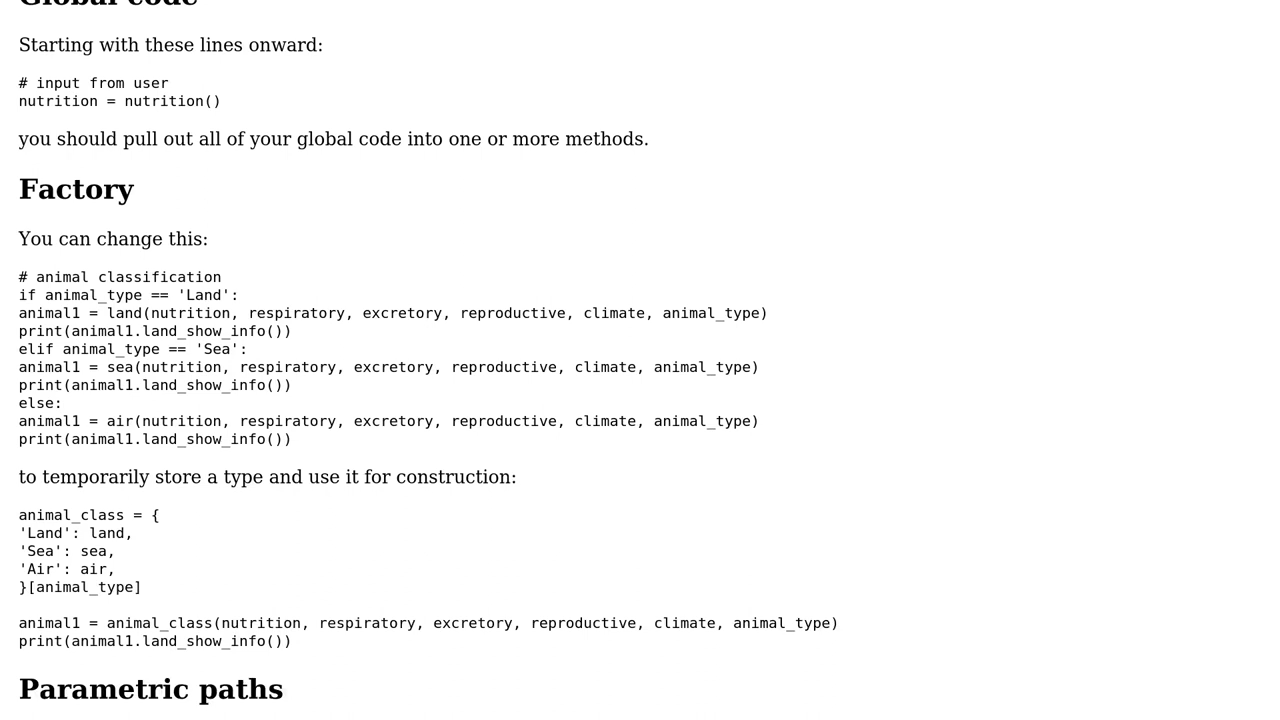 Global code
Starting with these lines onward:
# input from user
nutrition = nutrition()
you should pull out all of your global code into one or more methods.
Factory
You can change this:
# animal classification
if animal_type == 'Land':
animal1 = land(nutrition, respiratory, excretory, reproductive, climate, animal_type)
print(animal1.land_show_info())
elif animal_type == 'Sea':
animal1 = sea(nutrition, respiratory, excretory, reproductive, climate, animal_type)
print(animal1.land_show_info())
else:
animal1 = air(nutrition, respiratory, excretory, reproductive, climate, animal_type)
print(animal1.land_show_info())
to temporarily store a type and use it for construction:
animal_class = {
'Land': land,
'Sea': sea,
'Air': air,
}[animal_type]
animal1 = animal_class(nutrition, respiratory, excretory, reproductive, climate, animal_type)
print(animal1.land_show_info())
Parametric paths